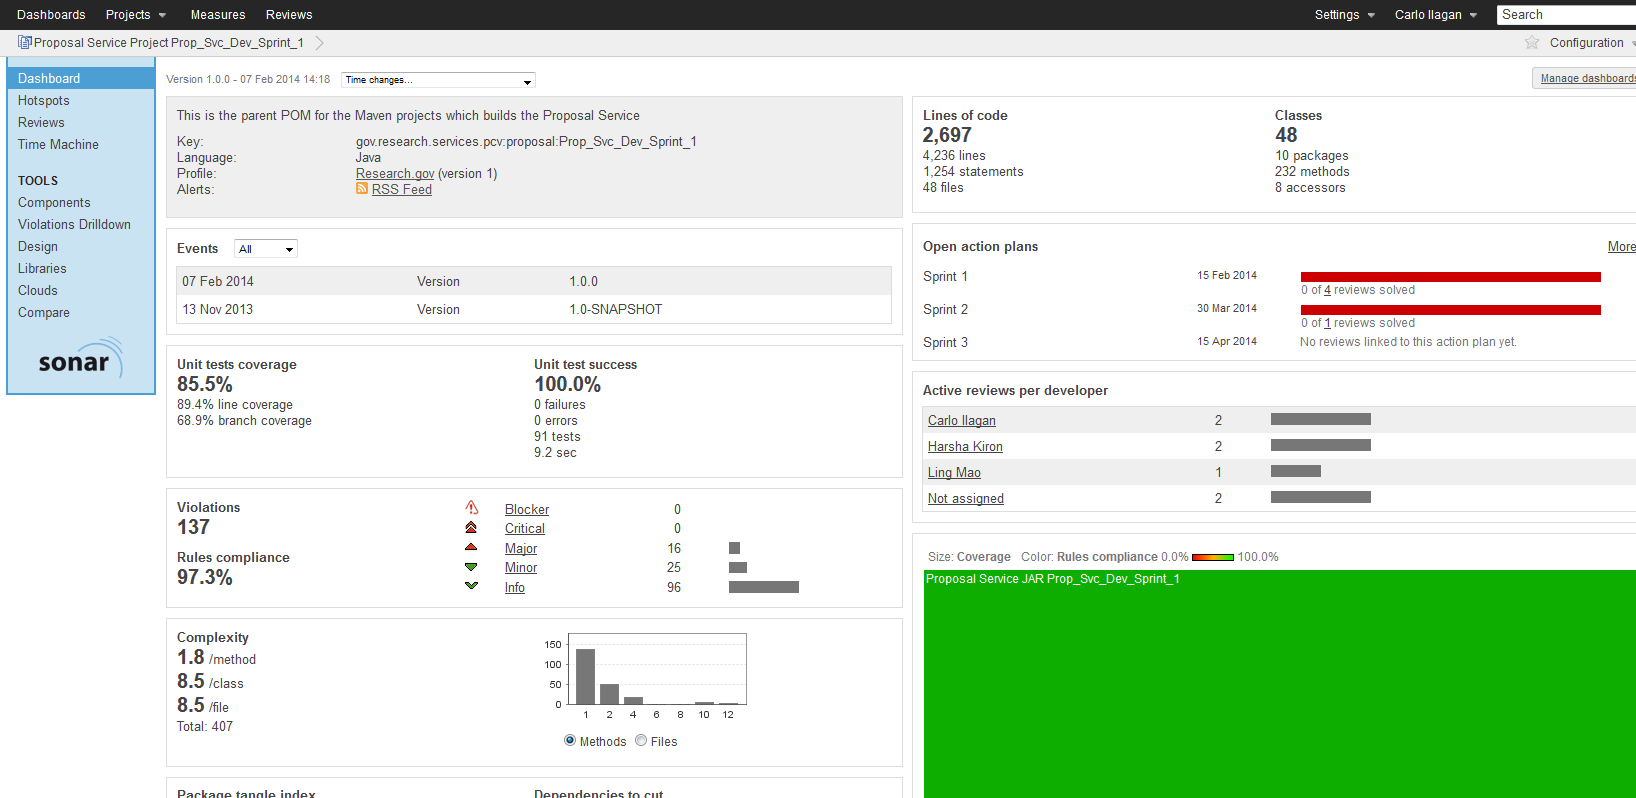 Dashboards Projects Measures Reviews Settings Carlo Ilagan Search
Proposal Service Project Prop_Svc_Dev_Sprint_1 Configuration
Dashboard
Hotspots
Reviews
Time Machine
TOOLS
Components
Violations Drilldown
Design
Libraries
Clouds
Compare
sonar
Version 1.0.0 - 07 Feb 2014 14:18 Time changes...
Manage dashboards
This is the parent POM for the Maven projects which builds the Proposal Service
Key: gov.research.services.pcv:proposal:Prop_Svc_Dev_Sprint_1
Language: Java
Profile: Research.gov (version 1)
Alerts: RSS Feed
Events All
07 Feb 2014 Version 1.0.0
13 Nov 2013 Version 1.0-SNAPSHOT
Unit tests coverage
85.5%
89.4% line coverage
68.9% branch coverage
Unit test success
100.0%
0 failures
0 errors
91 tests
9.2 sec
Violations
137
Rules compliance
97.3%
Blocker 0
Critical 0
Major 16
Minor 25
Info 96
Complexity
1.8 /method
8.5 /class
8.5 /file
Total: 407
150
100
50
0
1 2 4 6 8 10 12
Methods Files
Package tangle index
Dependencies to cut
Lines of code
2,697
4,236 lines
1,254 statements
48 files
Classes
48
10 packages
232 methods
8 accessors
Open action plans More
Sprint 1 15 Feb 2014
0 of 4 reviews solved
Sprint 2 30 Mar 2014
0 of 1 reviews solved
Sprint 3 15 Apr 2014 No reviews linked to this action plan yet.
Active reviews per developer
Carlo Ilagan 2
Harsha Kiron 2
Ling Mao 1
Not assigned 2
Size: Coverage Color: Rules compliance 0.0% 100.0%
Proposal Service JAR Prop_Svc_Dev_Sprint_1